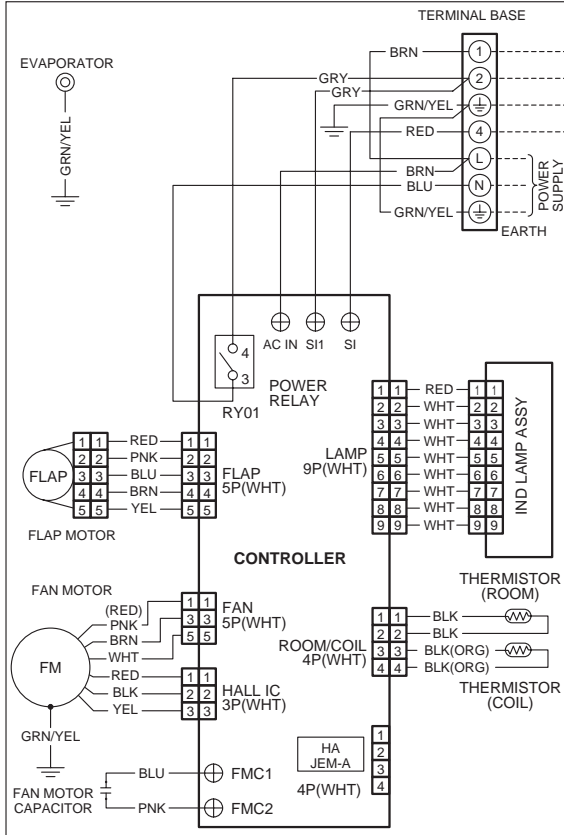 TERMINAL BASE
BRN 1
EVAPORATOR
GRN/YEL
GRY 2
GRY
GRN/YEL
RED 4
BRN L
BLU N
GRN/YEL
POWER SUPPLY
EARTH
AC IN SI1 SI
4
3
POWER
RELAY
RY01
FLAP
FLAP MOTOR
1 1 RED 1 1
2 2 PNK 2 2
3 3 BLU 3 3
4 4 BRN 4 4
5 5 YEL 5 5
FLAP
5P(WHT)
LAMP
9P(WHT)
1 1 RED 1 1
2 2 WHT 2 2
3 3 WHT 3 3
4 4 WHT 4 4
5 5 WHT 5 5
6 6 WHT 6 6
7 7 WHT 7 7
8 8 WHT 8 8
9 9 WHT 9 9
IND LAMP ASSY
CONTROLLER
FAN MOTOR
FM
(RED)
PNK 1 1
BRN 3 3
WHT 5 5
FAN
5P(WHT)
RED 1 1
BLK 2 2
YEL 3 3
HALL IC
3P(WHT)
GRN/YEL
THERMISTOR
(ROOM)
ROOM/COIL
4P(WHT)
1 1 BLK
2 2 BLK
3 3 BLK(ORG)
4 4 BLK(ORG)
THERMISTOR
(COIL)
HA
JEM-A
4P(WHT)
1
2
3
4
FAN MOTOR
CAPACITOR
BLU FMC1
PNK FMC2